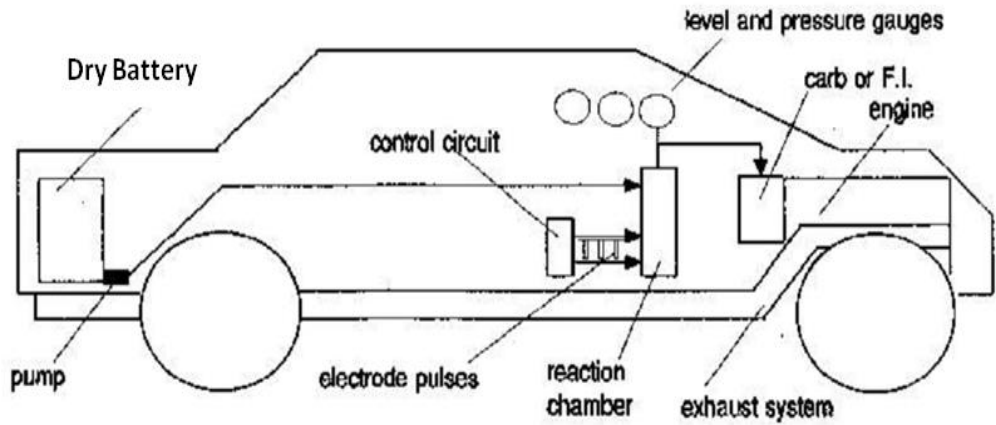 level and pressure gauges
Dry Battery
carb or F.I.
engine
control circuit
pump
electrode pulses
reaction
chamber
exhaust system